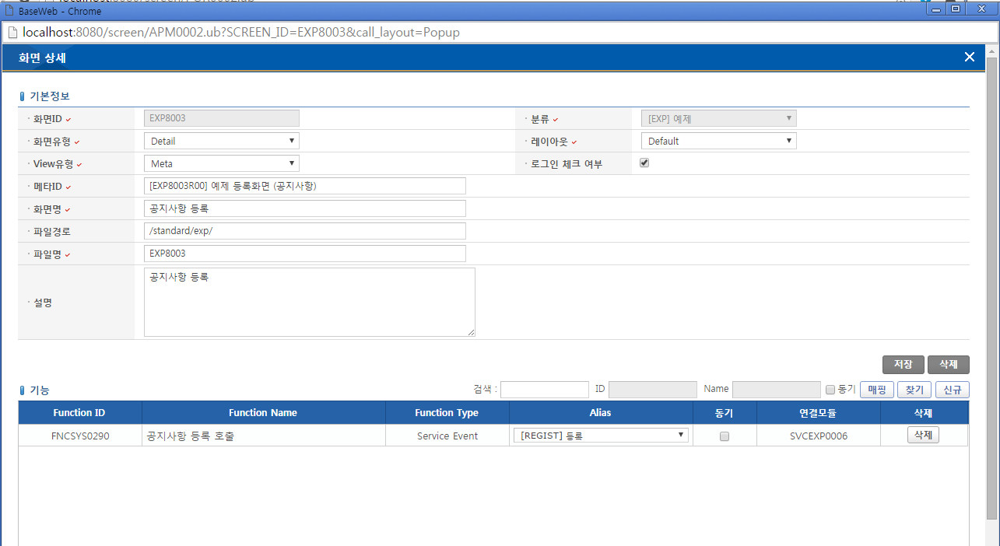 BaseWeb - Chrome
localhost:8080/screen/APM0002.ub?SCREEN_ID=EXP8003&call_layout=Popup
화면 상세
기본정보
화면ID EXP8003 분류 [EXP] 예제
화면유형 Detail 레이아웃 Default
View유형 Meta 로그인 체크 여부
메타ID [EXP8003R00] 예제 등록화면 (공지사항)
화면명 공지사항 등록
파일경로 /standard/exp/
파일명 EXP8003
설명 공지사항 등록
저장 삭제
기능 검색 : ID Name 동기 매핑 찾기 신규
Function ID Function Name Function Type Alias 동기 연결모듈 삭제
FNCSYS0290 공지사항 등록 호출 Service Event [REGIST] 등록 SVCEXP0006 삭제